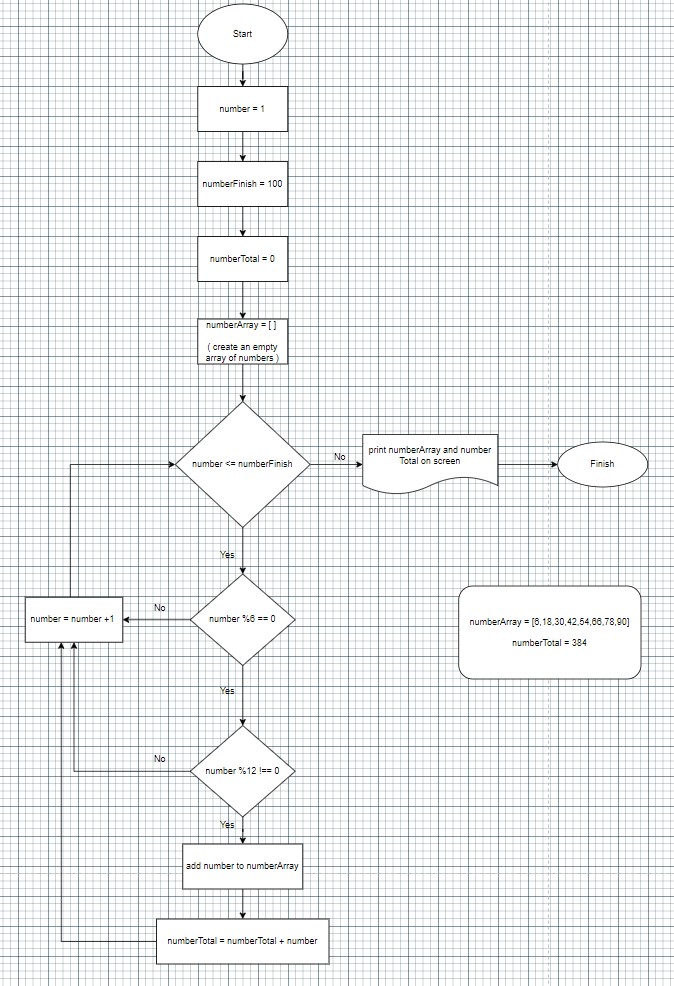 Start
number = 1
numberFinish = 100
numberTotal = 0
numberArray = [ ]
( create an empty
array of numbers )
number <= numberFinish
No
print numberArray and number
Total on screen
Finish
Yes
number = number +1
No
number %6 == 0
numberArray = [6,18,30,42,54,66,78,90]
numberTotal = 384
Yes
No
number %12 !== 0
Yes
add number to numberArray
numberTotal = numberTotal + number